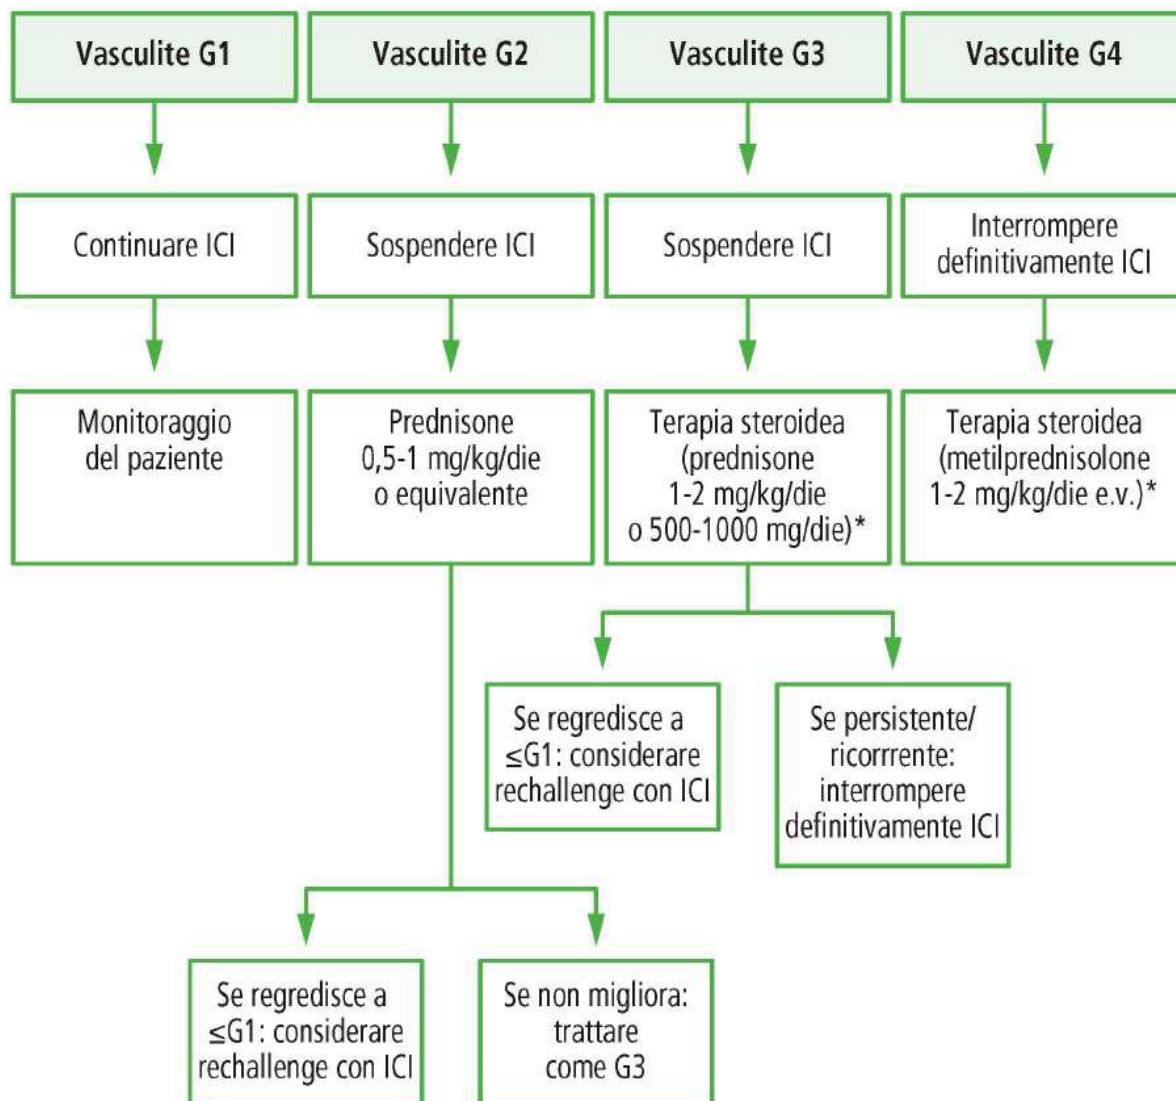 Vasculite G1
Vasculite G2
Vasculite G3
Vasculite G4
Continuare ICI
Sospendere ICI
Sospendere ICI
Interrompere
definitivamente ICI
Monitoraggio
del paziente
Prednisone
0,5-1 mg/kg/die
o equivalente
Terapia steroidea
(prednisone
1-2 mg/kg/die
o 500-1000 mg/die)*
Terapia steroidea
(metilprednisolone
1-2 mg/kg/die e.v.)*
Se regredisce a
≤G1: considerare
rechallenge con ICI
Se persistente/
ricorrrente:
interrompere
definitivamente ICI
Se regredisce a
≤G1: considerare
rechallenge con ICI
Se non migliora:
trattare
come G3